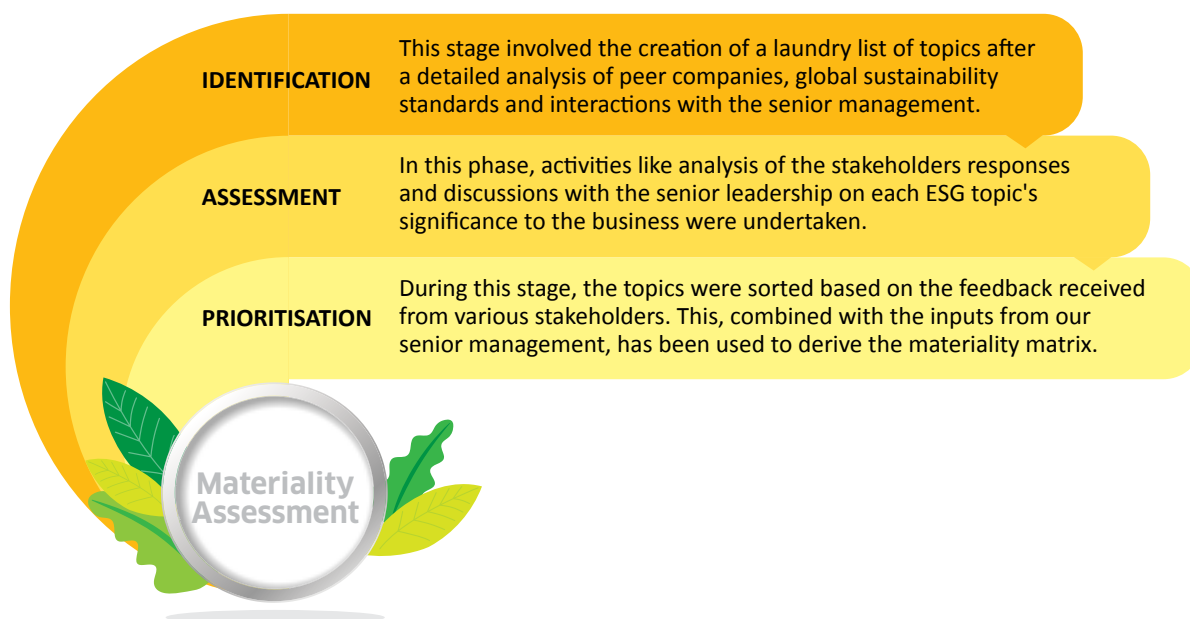 IDENTIFICATION
This stage involved the creation of a laundry list of topics after
a detailed analysis of peer companies, global sustainability
standards and interactions with the senior management.
ASSESSMENT
In this phase, activities like analysis of the stakeholders responses
and discussions with the senior leadership on each ESG topic's
significance to the business were undertaken.
PRIORITISATION
During this stage, the topics were sorted based on the feedback received
from various stakeholders. This, combined with the inputs from our
senior management, has been used to derive the materiality matrix.
Materiality
Assessment